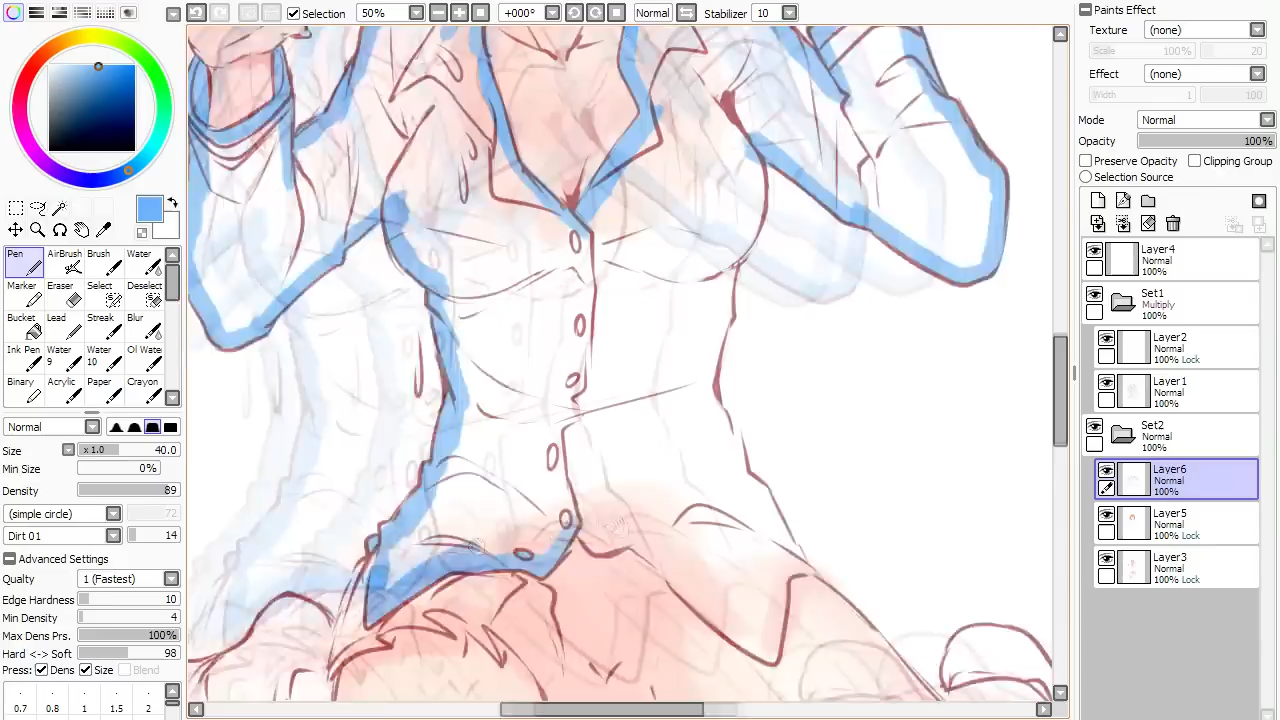 Selection 50% +000° Normal Stabilizer 10
Paints Effect
Texture (none)
Scale 100% 20
Effect (none)
Width 1 100
Mode Normal
Opacity 100%
Preserve Opacity Clipping Group
Selection Source
Pen AirBrush Brush Water
Marker Eraser Select Deselect
Bucket Lead Streak Blur
Ink Pen Water 9 Water 10 Oil Water
Binary Acrylic Paper Crayon
Normal
Size x 1.0 40.0
Min Size 0%
Density 89
(simple circle) 72
Dirt 01 14
Advanced Settings
Quality 1 (Fastest)
Edge Hardness 10
Min Density 4
Max Dens Prs. 100%
Hard <-> Soft 98
Press: Dens Size Blend
0.7 0.8 1 1.5 2
Layer4
Normal
100%
Set1
Multiply
100%
Layer2
Normal
100% Lock
Layer1
Normal
100% Lock
Set2
Normal
100%
Layer6
Normal
100%
Layer5
Normal
100% Lock
Layer3
Normal
100% Lock